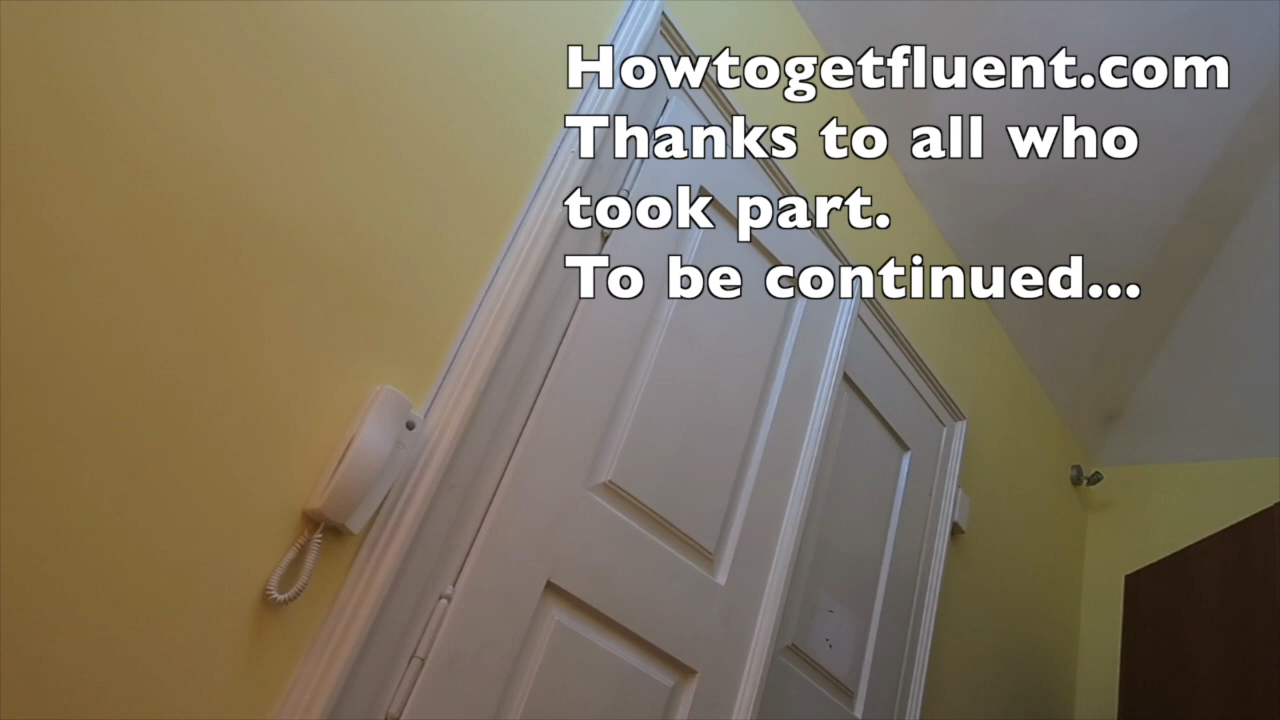 Howtogetfluent.com
Thanks to all who
took part.
To be continued...